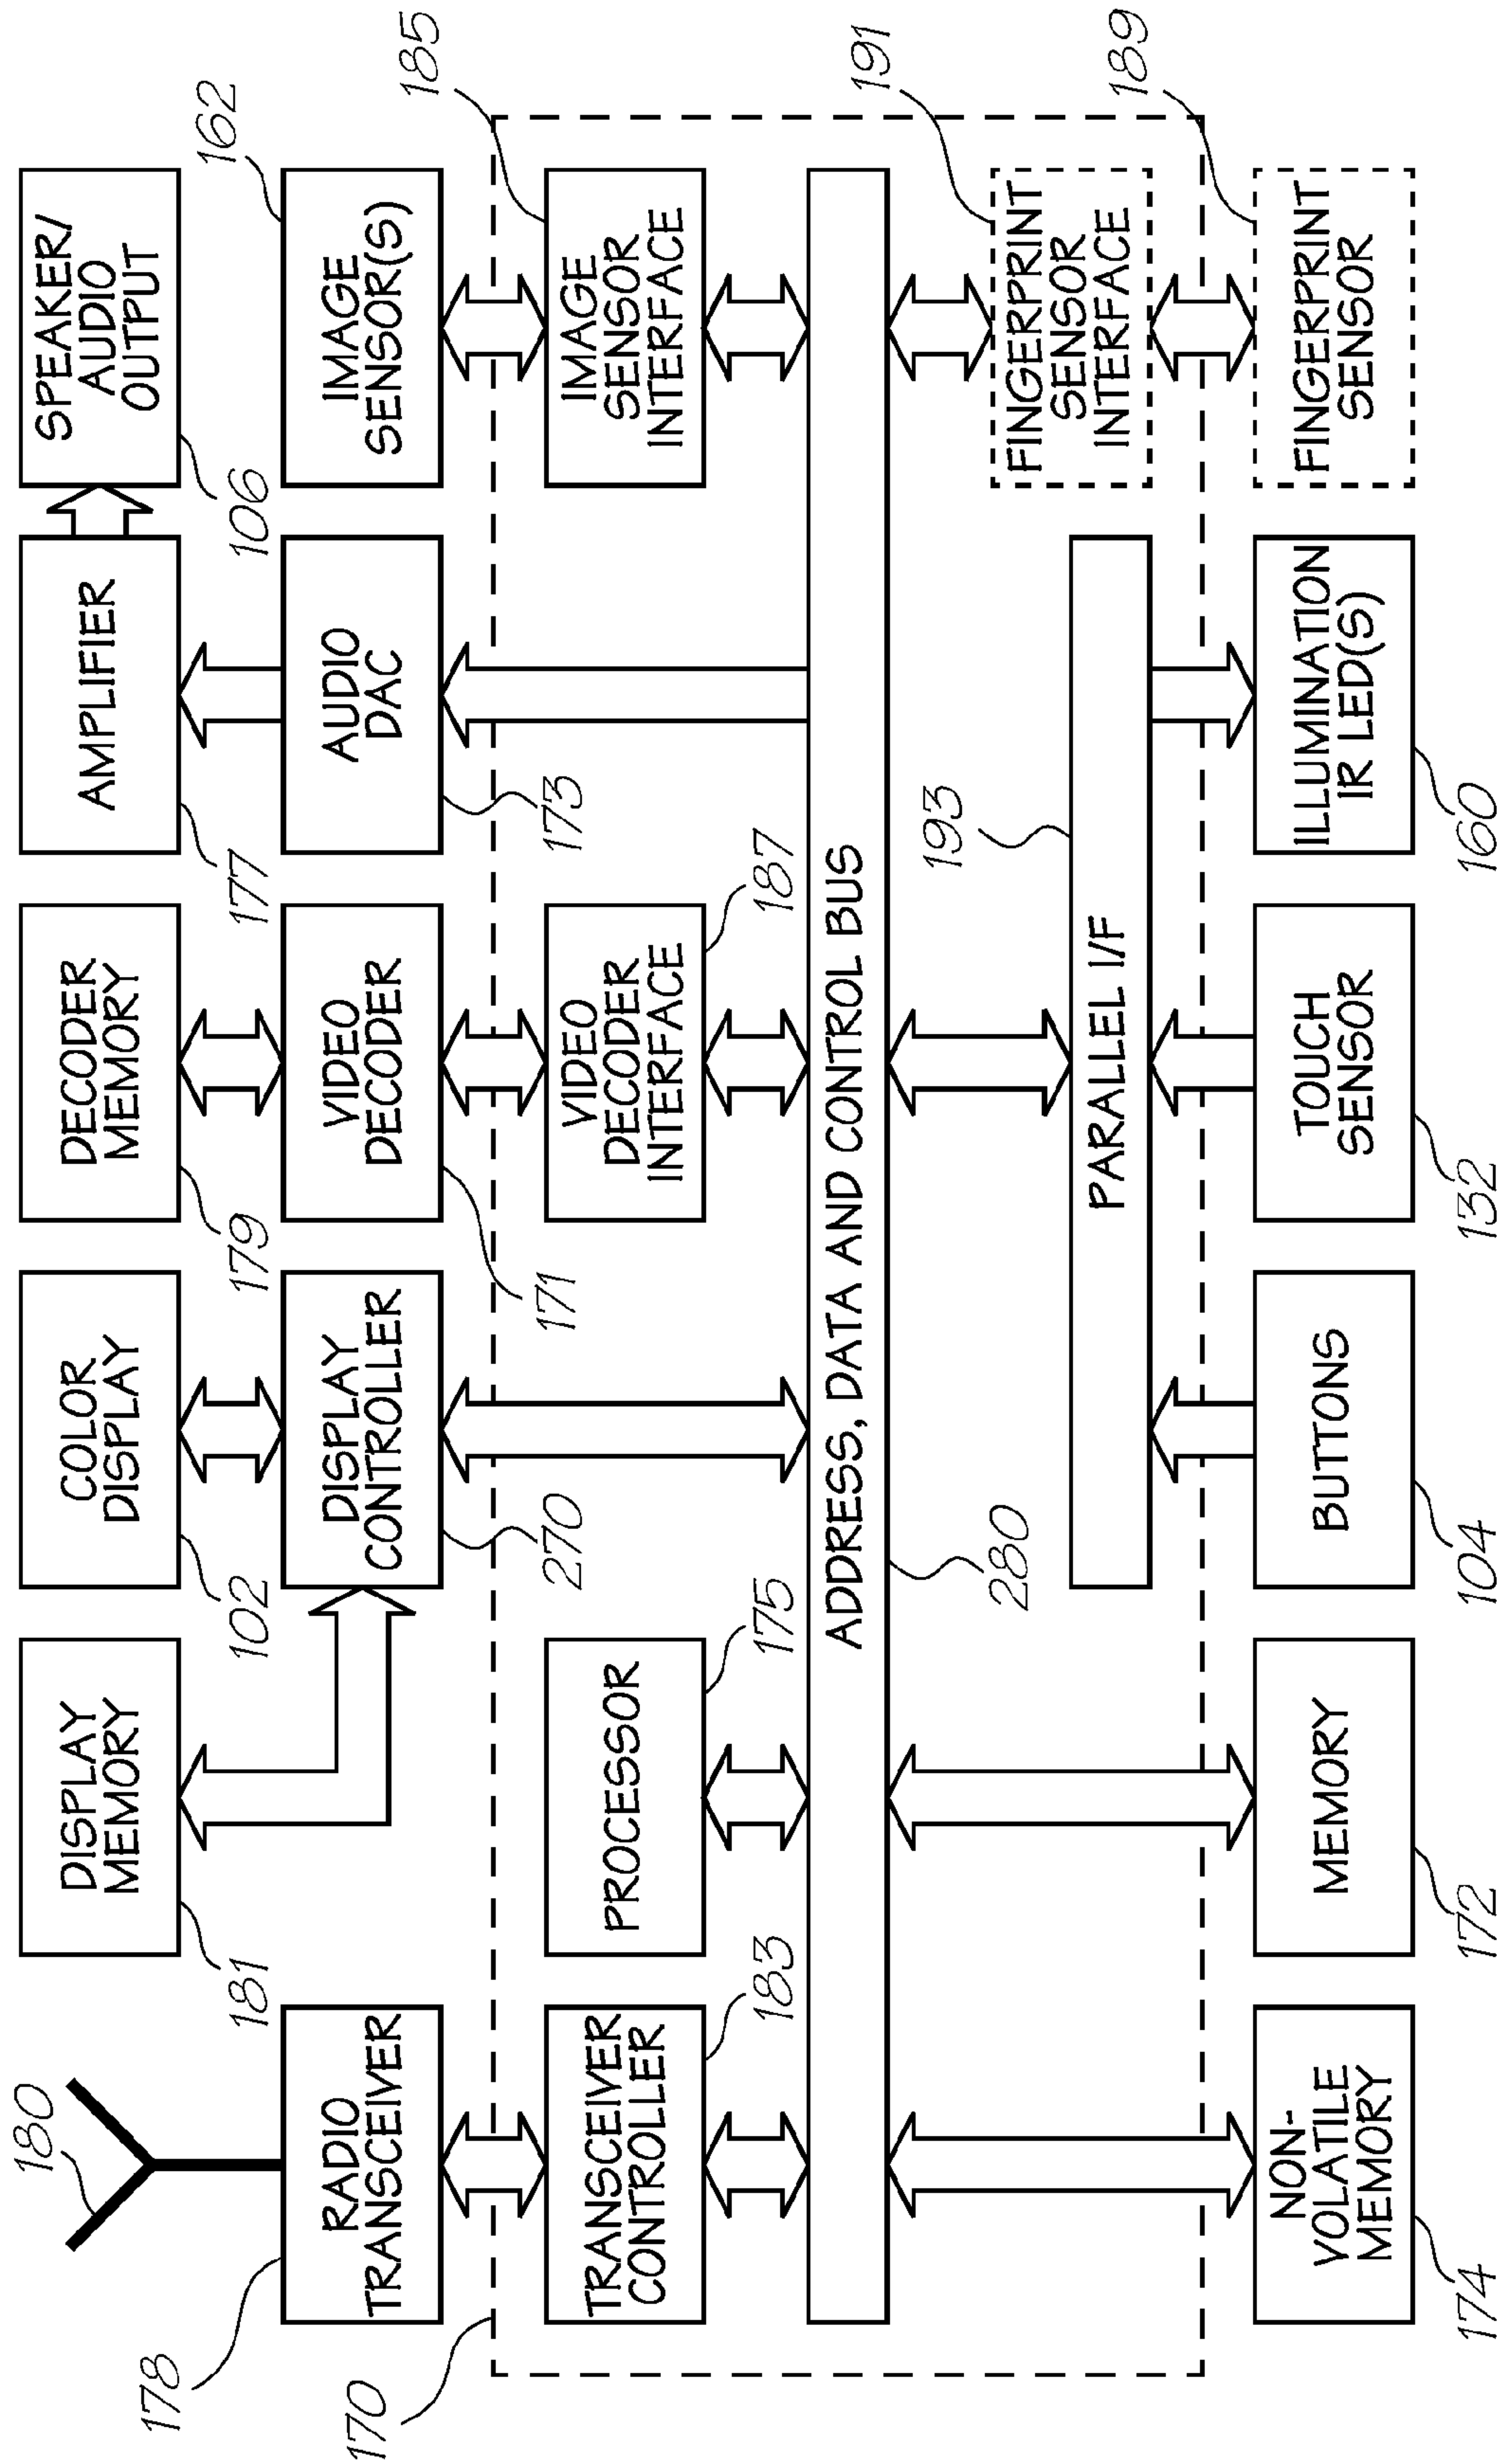 180
178
RADIO
TRANSCEIVER
DISPLAY
MEMORY
181
COLOR
DISPLAY
102
DECODER
MEMORY
179
AMPLIFIER
177
SPEAKER/
AUDIO
OUTPUT
106
DISPLAY
CONTROLLER
270
VIDEO
DECODER
171
AUDIO
DAC
173
IMAGE
SENSOR(S)
162
170
TRANSCEIVER
CONTROLLER
183
PROCESSOR
175
VIDEO
DECODER
INTERFACE
187
IMAGE
SENSOR
INTERFACE
185
ADDRESS, DATA AND CONTROL BUS
280
193
PARALLEL I/F
FINGERPRINT
SENSOR
INTERFACE
191
NON-
VOLATILE
MEMORY
174
MEMORY
172
BUTTONS
104
TOUCH
SENSOR
132
ILLUMINATION
IR LED(S)
160
FINGERPRINT
SENSOR
189